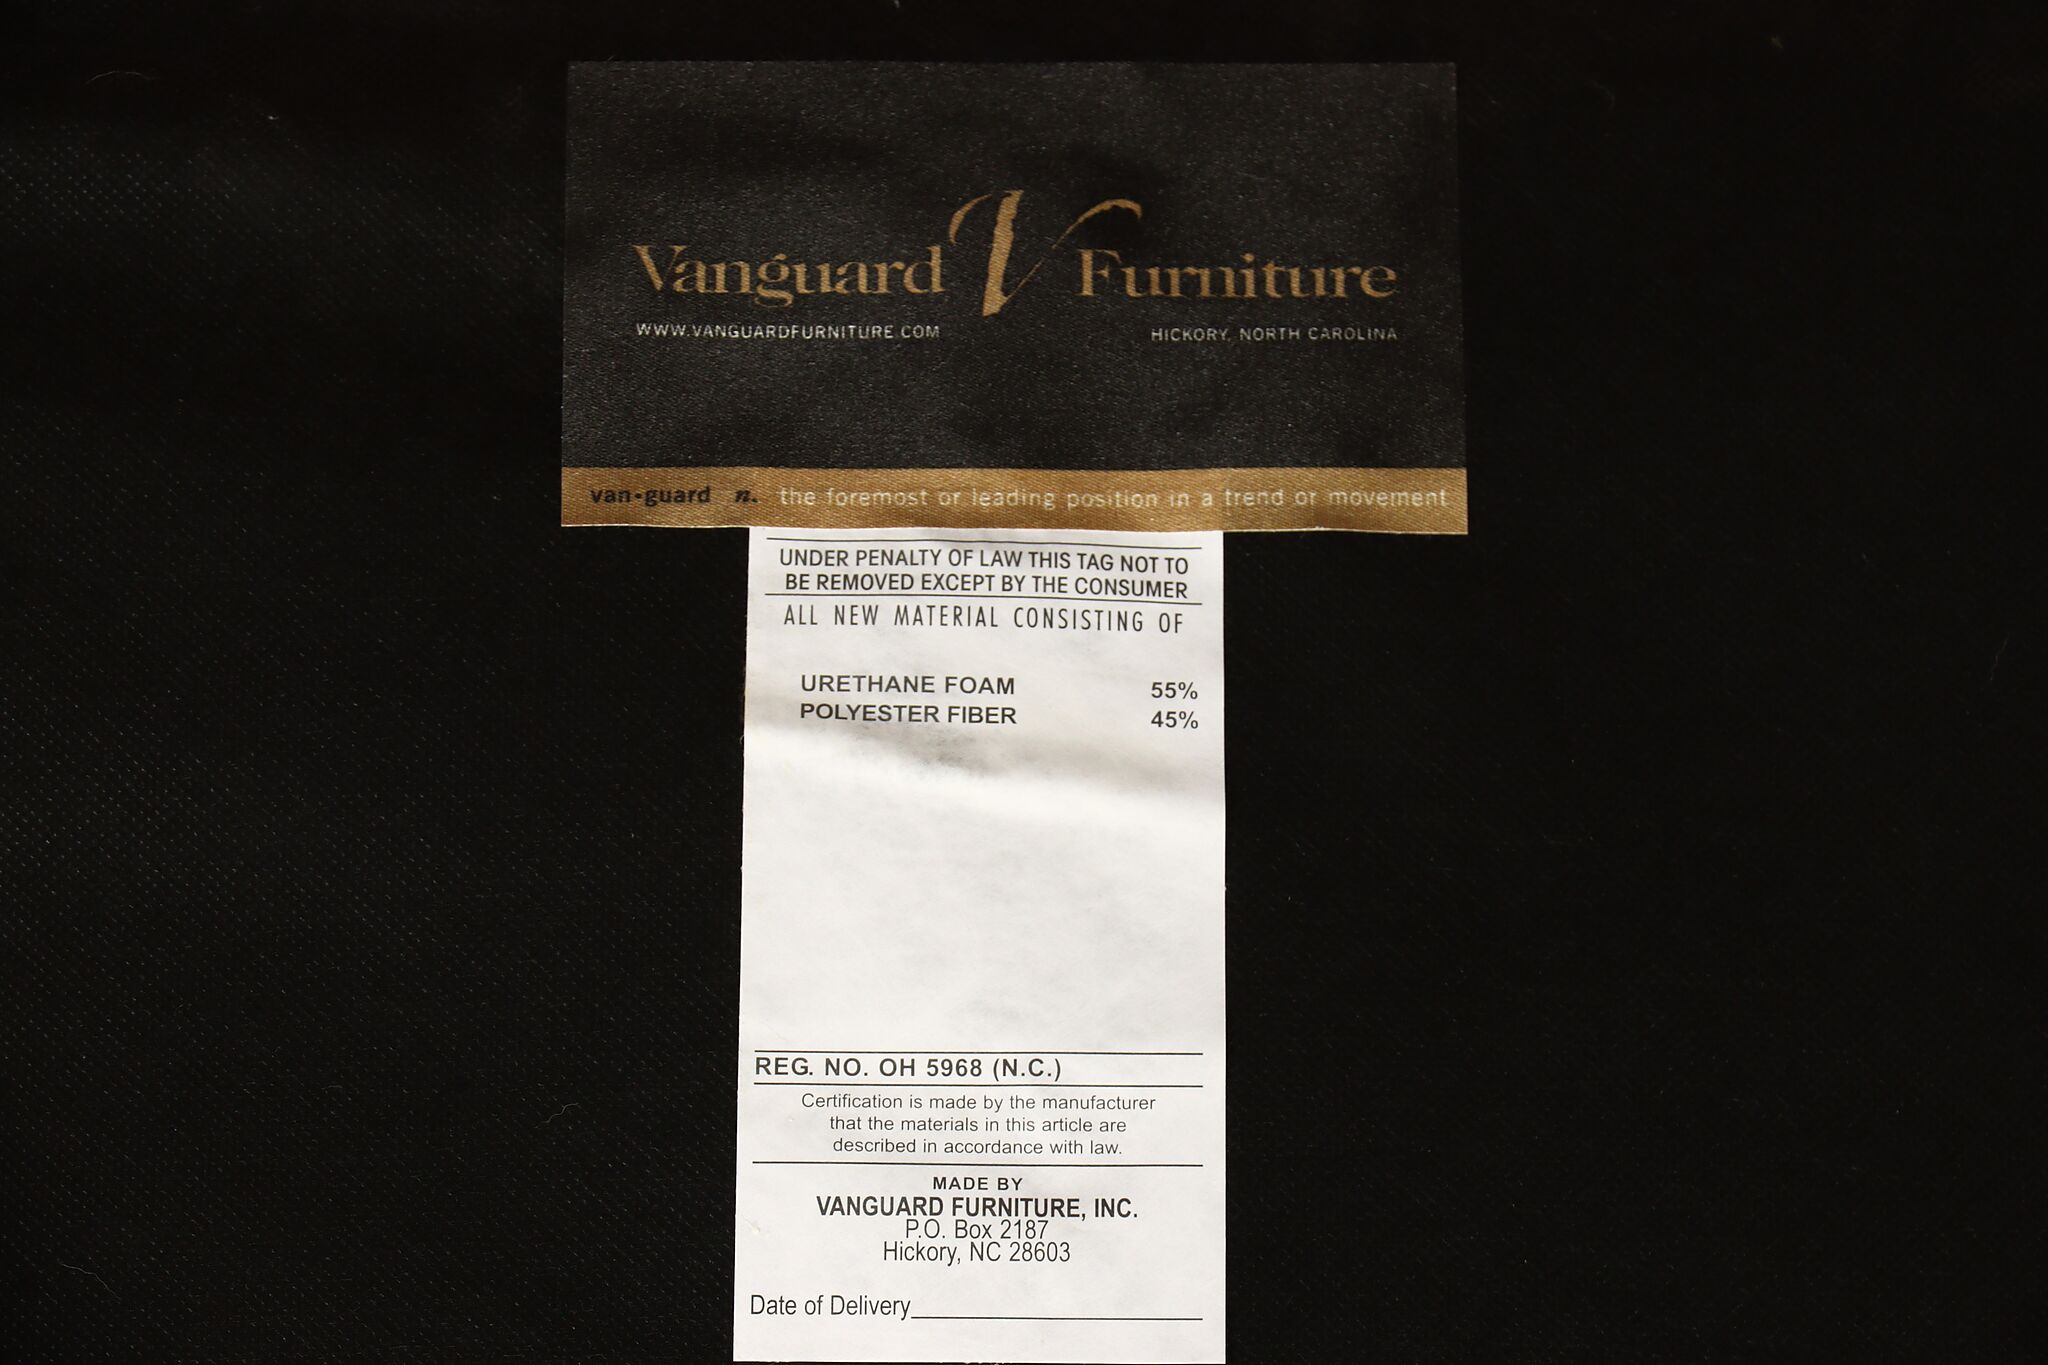 Vanguard V Furniture
WWW.VANGUARDFURNITURE.COM HICKORY, NORTH CAROLINA
van•guard n. the foremost or leading position in a trend or movement
UNDER PENALTY OF LAW THIS TAG NOT TO
BE REMOVED EXCEPT BY THE CONSUMER
ALL NEW MATERIAL CONSISTING OF
URETHANE FOAM 55%
POLYESTER FIBER 45%
REG. NO. OH 5968 (N.C.)
Certification is made by the manufacturer
that the materials in this article are
described in accordance with law.
MADE BY
VANGUARD FURNITURE, INC.
P.O. Box 2187
Hickory, NC 28603
Date of Delivery